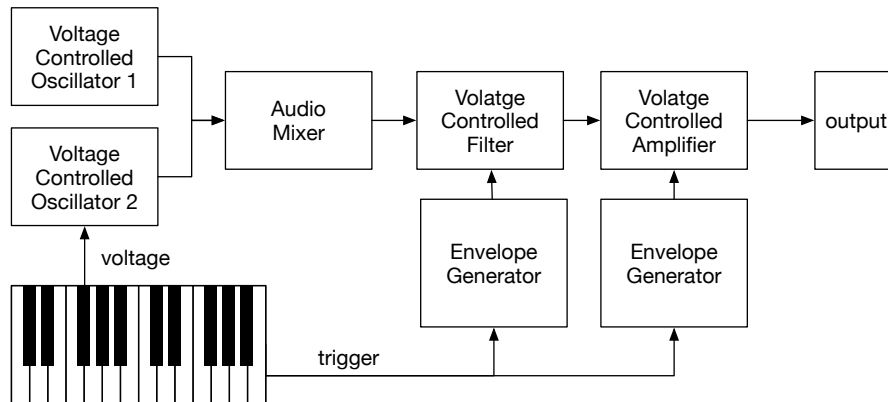 Voltage
Controlled
Oscillator 1
Voltage
Controlled
Oscillator 2
Audio
Mixer
Volatge
Controlled
Filter
Volatge
Controlled
Amplifier
output
voltage
Envelope
Generator
Envelope
Generator
trigger